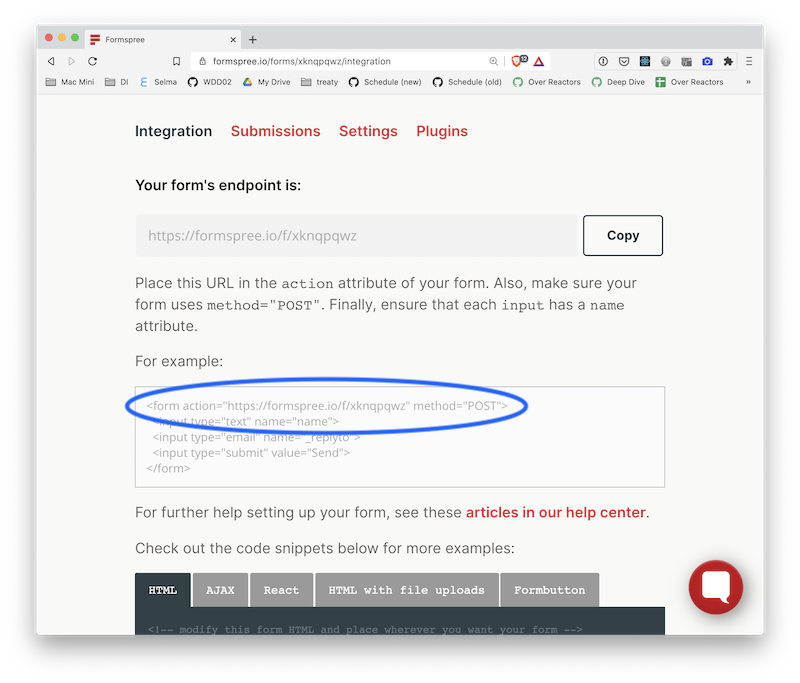 Formspree
formspree.io/forms/xknqpqwz/integration
Mac Mini DI Selma WDD02 My Drive treaty Schedule (new) Schedule (old) Over Reactors Deep Dive Over Reactors »
Integration Submissions Settings Plugins
Your form's endpoint is:
https://formspree.io/f/xknqpqwz Copy
Place this URL in the action attribute of your form. Also, make sure your
form uses method="POST". Finally, ensure that each input has a name
attribute.
For example:
<form action="https://formspree.io/f/xknqpqwz" method="POST">
<input type="text" name="name">
<input type="email" name="_replyto">
<input type="submit" value="Send">
</form>
For further help setting up your form, see these articles in our help center.
Check out the code snippets below for more examples:
HTML AJAX React HTML with file uploads Formbutton
<!-- modify this form HTML and place wherever you want your form -->